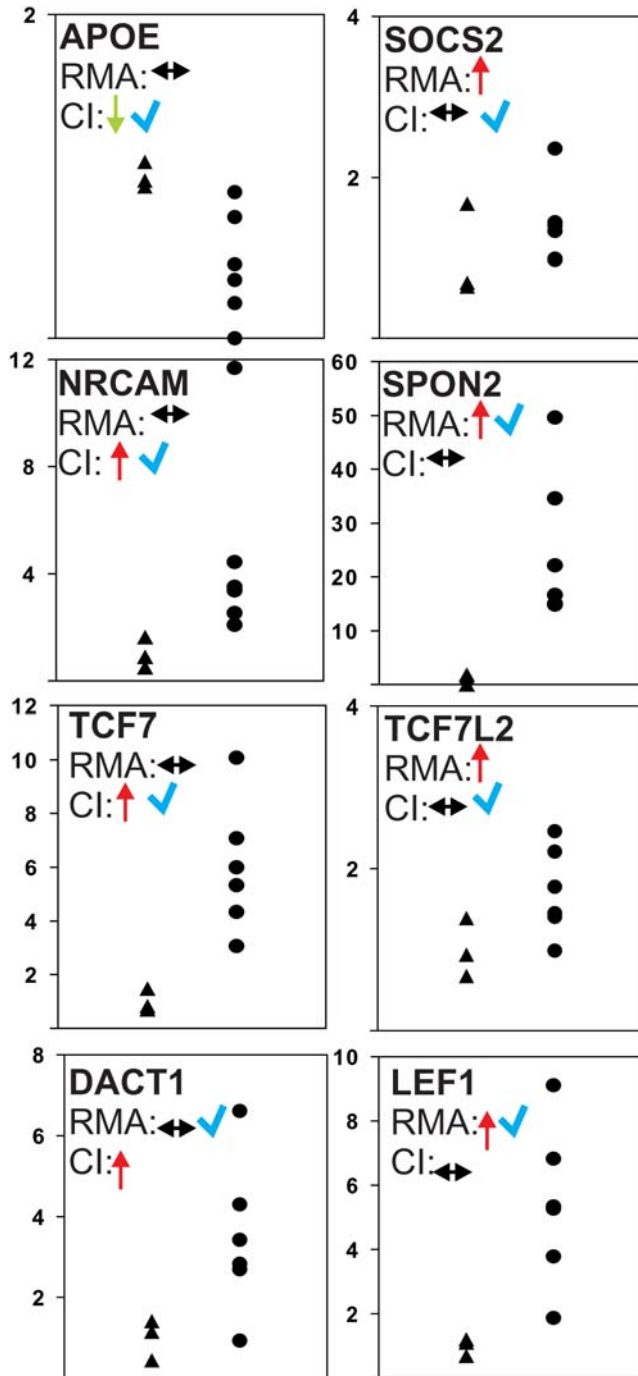 2
APOE
RMA:
CI:
4
SOCS2
RMA:
CI:
2
12
NRCAM
RMA:
CI:
8
4
60
SPON2
RMA:
CI:
50
40
30
20
10
12
TCF7
RMA:
CI:
10
8
6
4
2
4
TCF7L2
RMA:
CI:
2
8
DACT1
RMA:
CI:
6
4
2
10
LEF1
RMA:
CI:
8
6
4
2